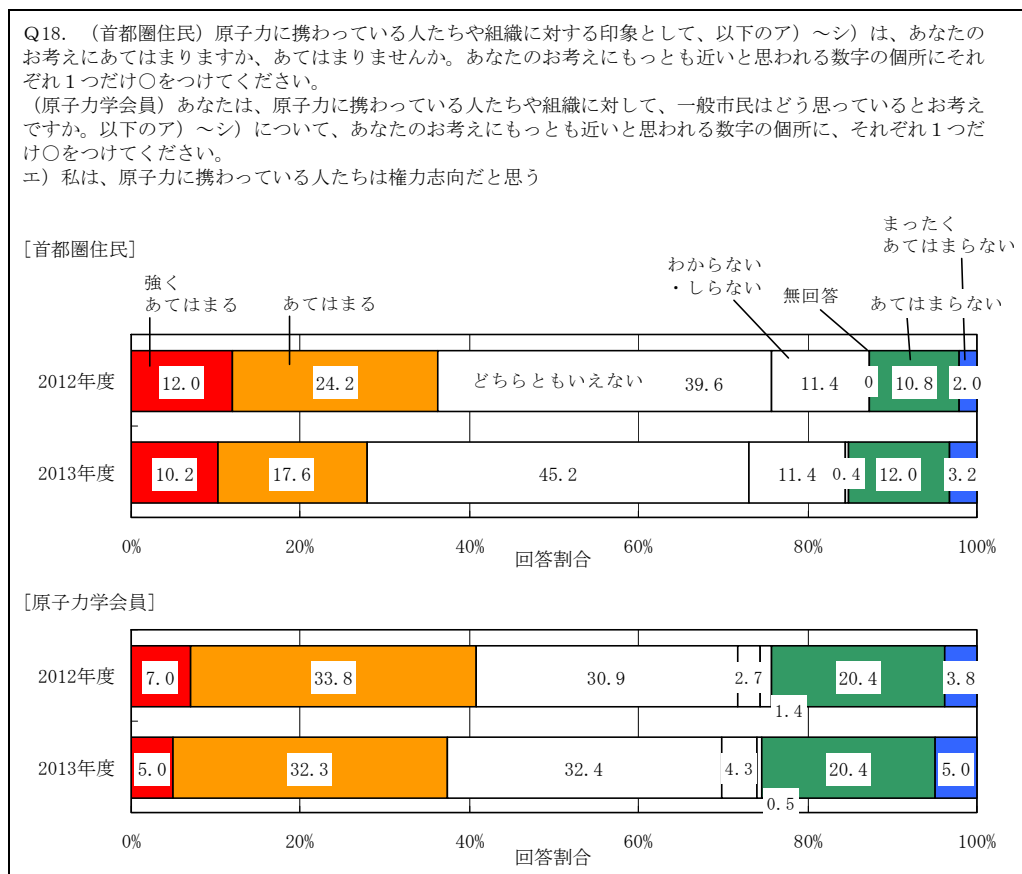 Q18. （首都圏住民）原子力に携わっている人たちや組織に対する印象として、以下のア）～シ）は、あなたの
お考えにあてはまりますか、あてはまりませんか。あなたのお考えにもっとも近いと思われる数字の個所にそれ
ぞれ１つだけ○をつけてください。
（原子力学会員）あなたは、原子力に携わっている人たちや組織に対して、一般市民はどう思っているとお考え
ですか。以下のア）～シ）について、あなたのお考えにもっとも近いと思われる数字の個所に、それぞれ１つだ
け○をつけてください。
エ）私は、原子力に携わっている人たちは権力志向だと思う
[首都圏住民]
強く
あてはまる
あてはまる
わからない
・しらない
無回答
まったく
あてはまらない
あてはまらない
2012年度 12.0 24.2 どちらともいえない 39.6 11.4 0 10.8 2.0
2013年度 10.2 17.6 45.2 11.4 0.4 12.0 3.2
0% 20% 40% 60% 80% 100%
回答割合
[原子力学会員]
2012年度 7.0 33.8 30.9 2.7 1.4 20.4 3.8
2013年度 5.0 32.3 32.4 4.3 0.5 20.4 5.0
0% 20% 40% 60% 80% 100%
回答割合